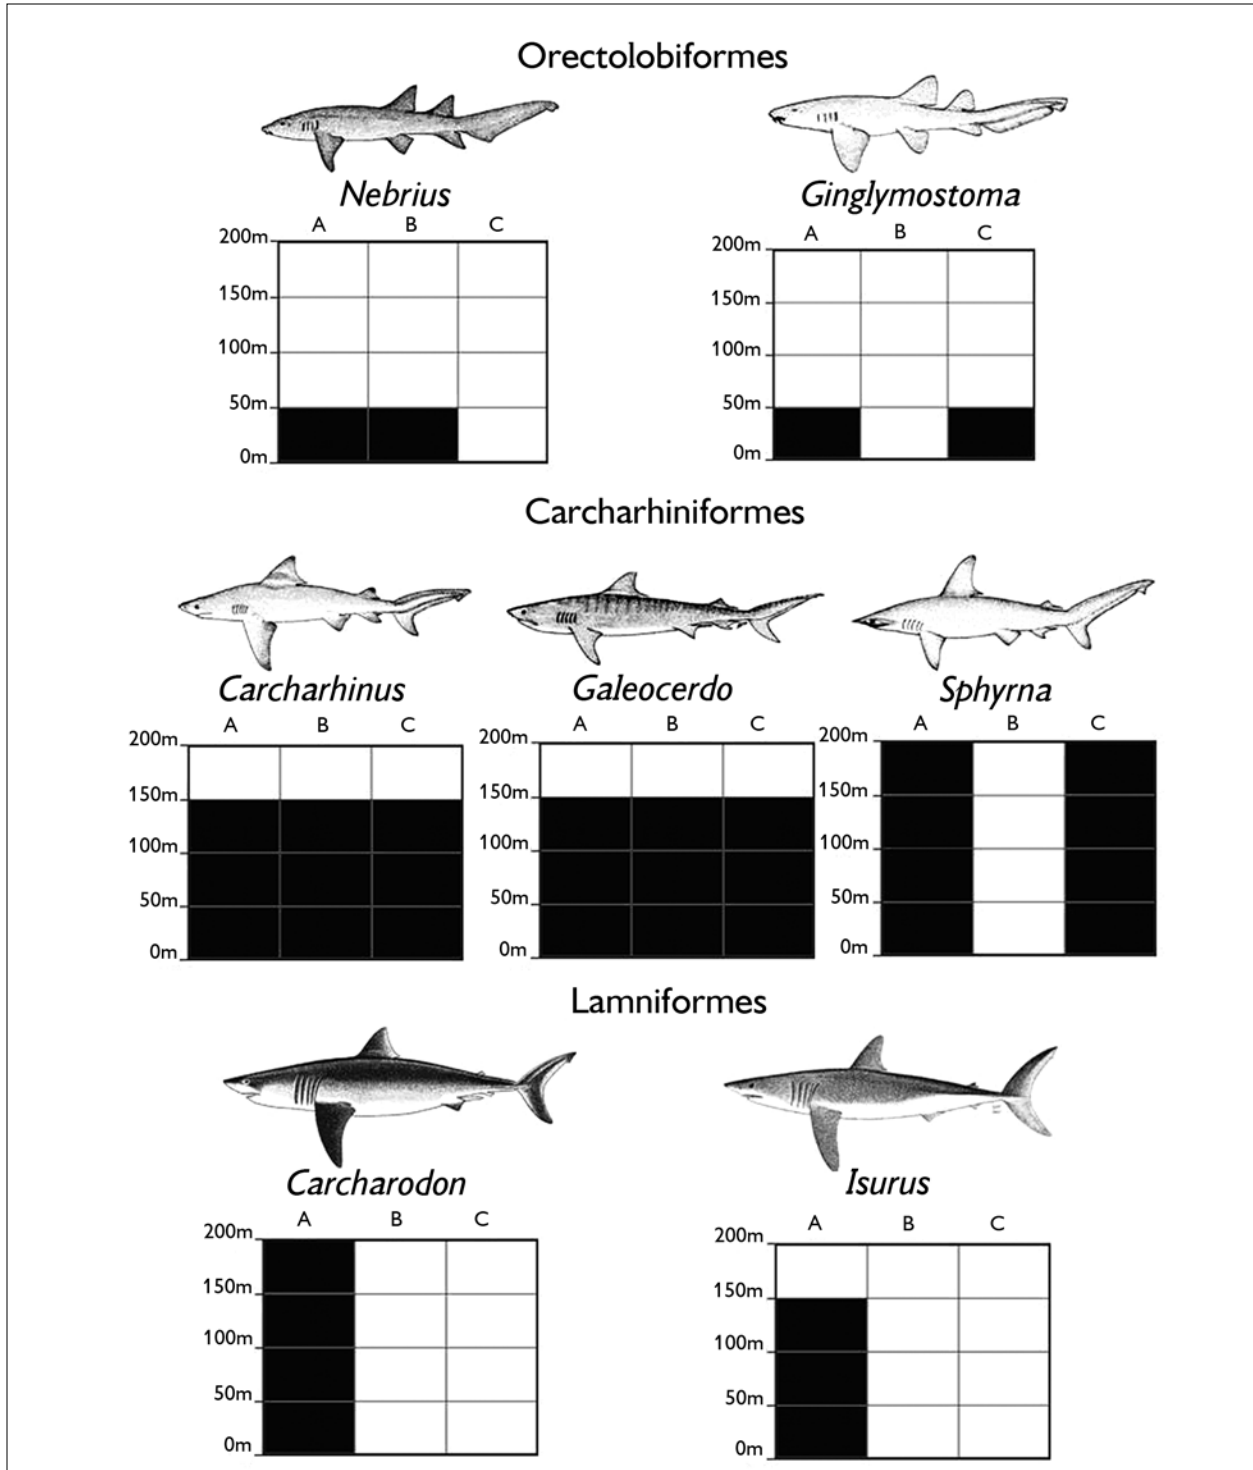 Orectolobiformes
Nebrius
A B C
200m
150m
100m
50m
0m
Ginglymostoma
A B C
200m
150m
100m
50m
0m
Carcharhiniformes
Carcharhinus
A B C
200m
150m
100m
50m
0m
Galeocerdo
A B C
200m
150m
100m
50m
0m
Sphyrna
A B C
200m
150m
100m
50m
0m
Lamniformes
Carcharodon
A B C
200m
150m
100m
50m
0m
Isurus
A B C
200m
150m
100m
50m
0m